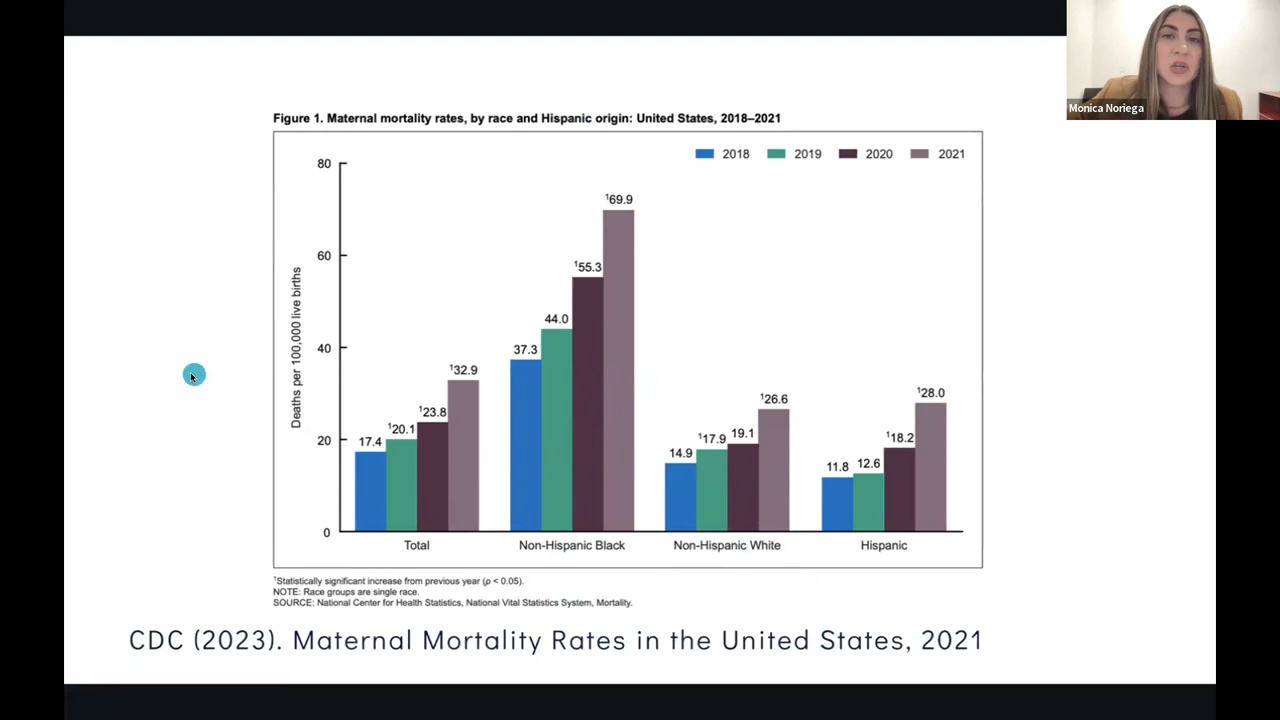 Monica Noriega
Figure 1. Maternal mortality rates, by race and Hispanic origin: United States, 2018–2021
2018 2019 2020 2021
Deaths per 100,000 live births
80
60
40
20
0
17.4 ¹20.1 ¹23.8 ¹32.9
37.3 44.0 ¹55.3 ¹69.9
14.9 ¹17.9 19.1 ¹26.6
11.8 12.6 ¹18.2 ¹28.0
Total Non-Hispanic Black Non-Hispanic White Hispanic
¹Statistically significant increase from previous year (p < 0.05).
NOTE: Race groups are single race.
SOURCE: National Center for Health Statistics, National Vital Statistics System, Mortality.
CDC (2023). Maternal Mortality Rates in the United States, 2021